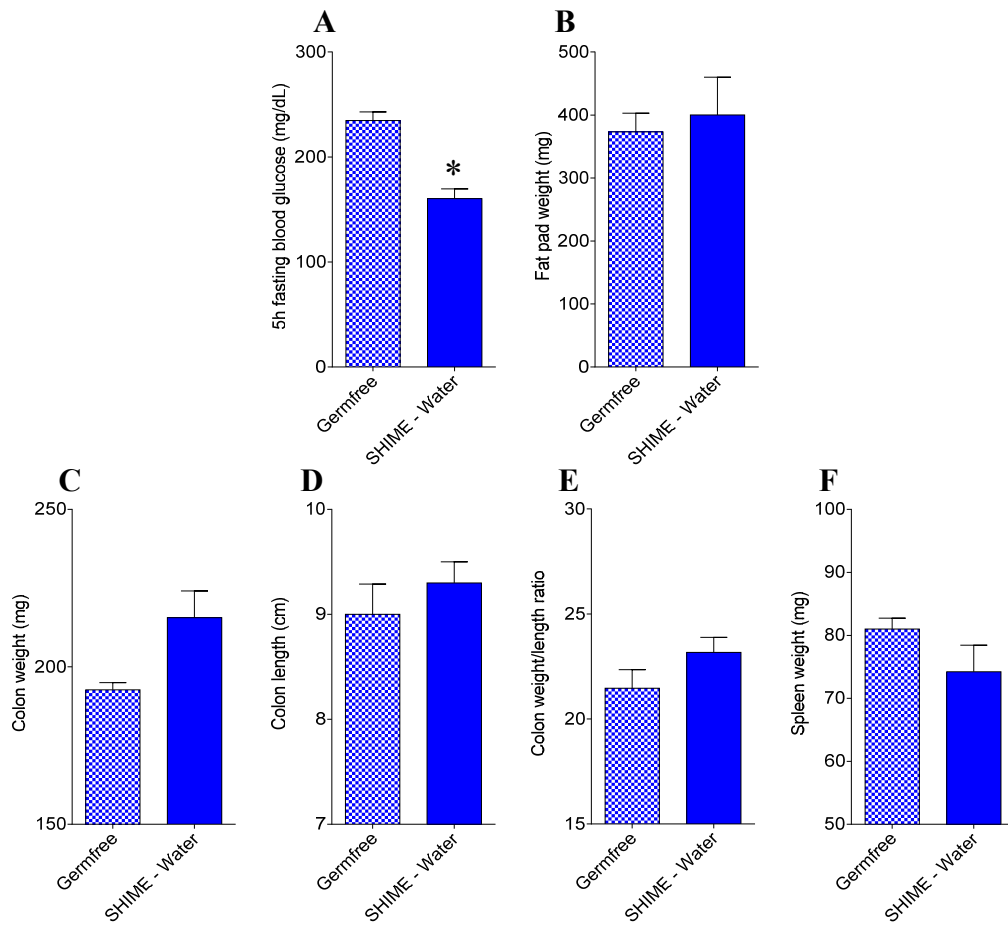 A
5h fasting blood glucose (mg/dL)
300
200
100
0
*
Germfree
SHIME - Water
B
Fat pad weight (mg)
500
400
300
200
100
0
Germfree
SHIME - Water
C
Colon weight (mg)
250
200
150
Germfree
SHIME - Water
D
Colon length (cm)
10
9
8
7
Germfree
SHIME - Water
E
Colon weight/length ratio
30
25
20
15
Germfree
SHIME - Water
F
Spleen weight (mg)
100
90
80
70
60
50
Germfree
SHIME - Water